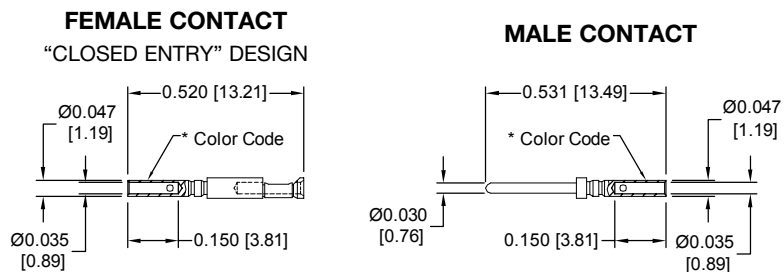 FEMALE CONTACT
“CLOSED ENTRY” DESIGN
0.520 [13.21]
Ø0.047
[1.19]
* Color Code
Ø0.035
[0.89]
0.150 [3.81]
MALE CONTACT
0.531 [13.49]
Ø0.047
[1.19]
* Color Code
Ø0.030
[0.76]
0.150 [3.81]
Ø0.035
[0.89]